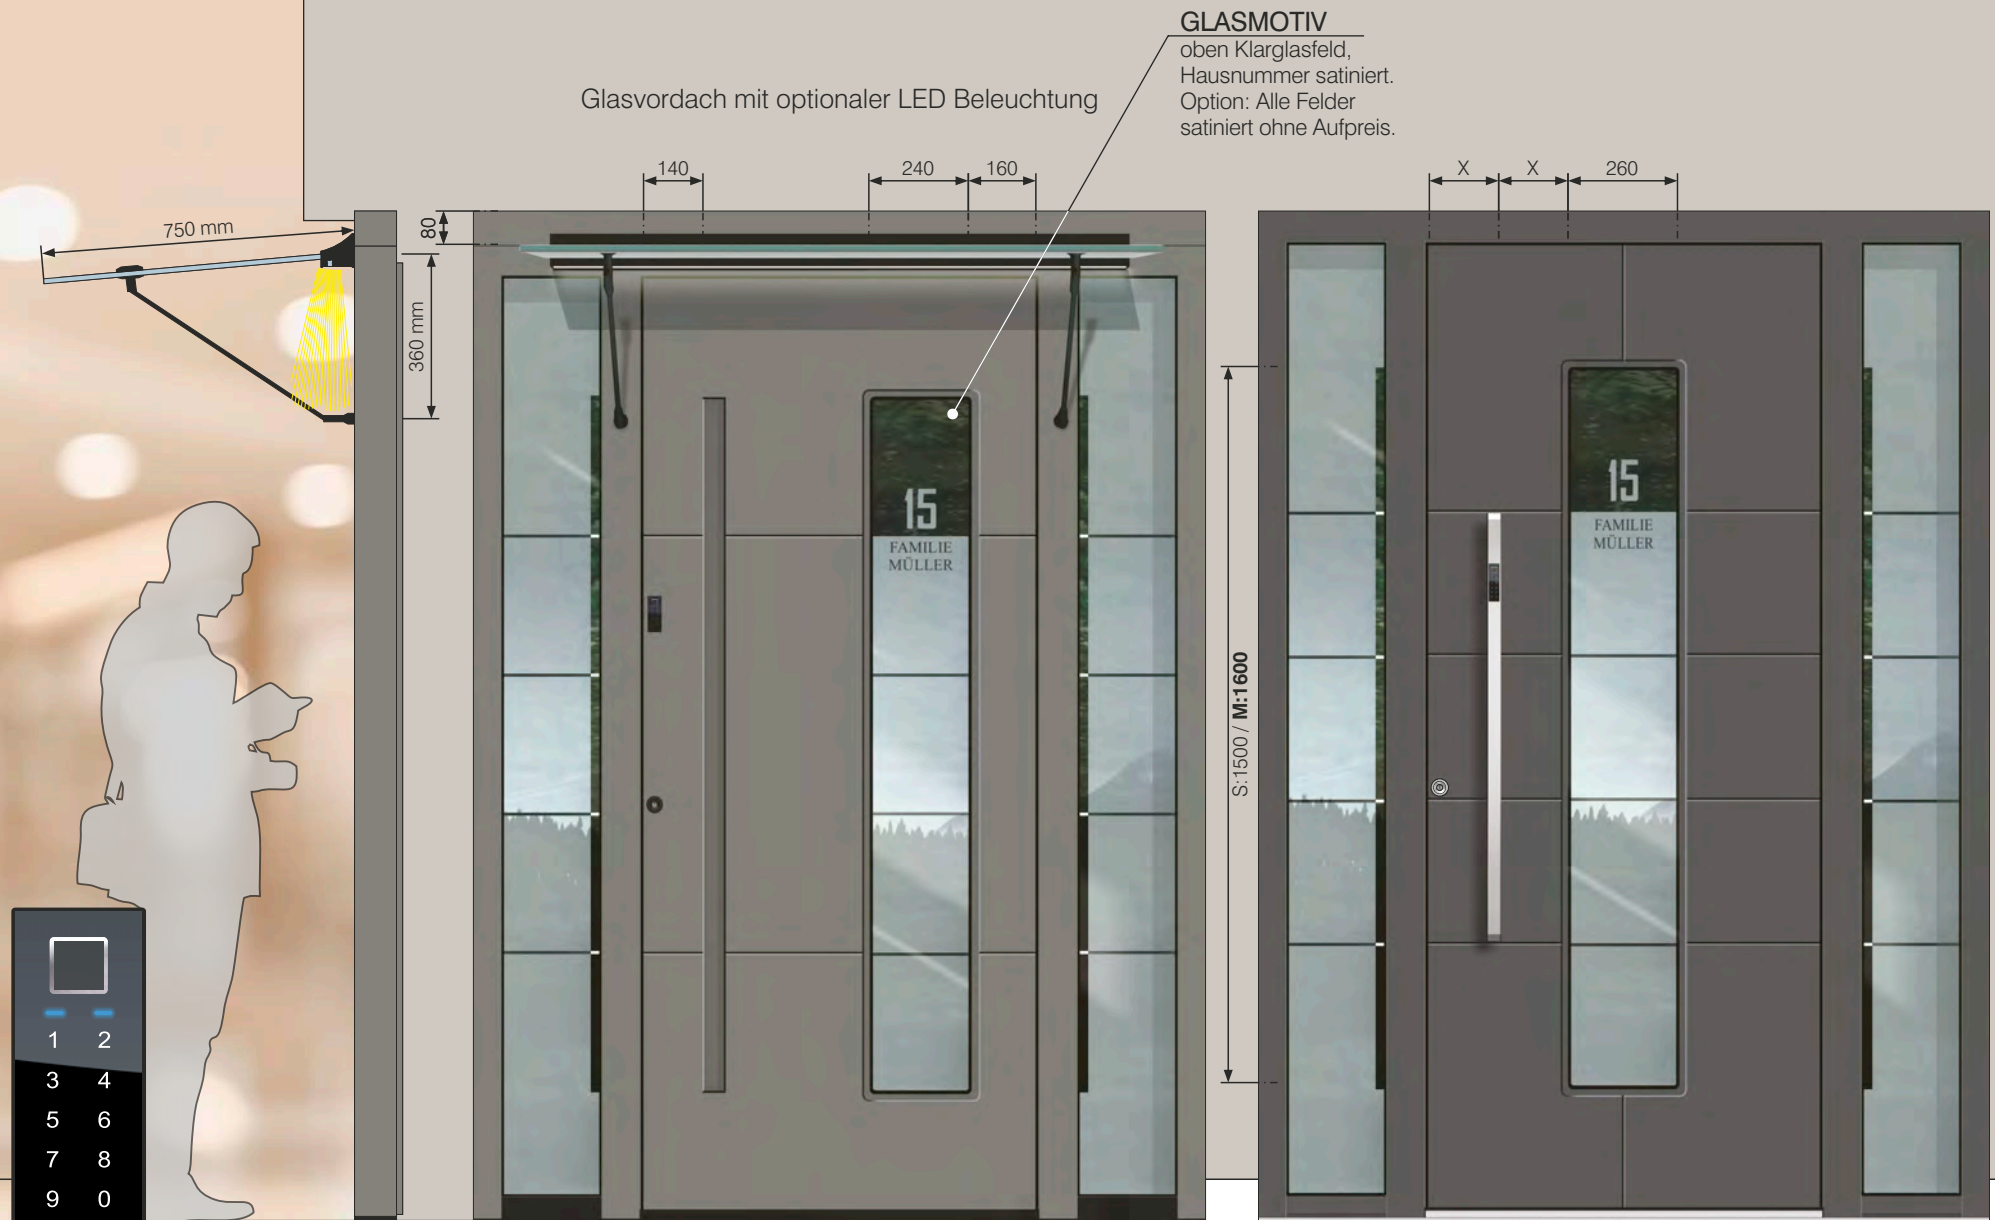 GLASMOTIV
oben Klarglasfeld,
Hausnummer satiniert.
Option: Alle Felder
satiniert ohne Aufpreis.
Glasvordach mit optionaler LED Beleuchtung
140
240
160
X
X
260
750 mm
80
360 mm
15
FAMILIE
MÜLLER
S:1500 / M:1600
15
FAMILIE
MÜLLER
1 2
3 4
5 6
7 8
9 0